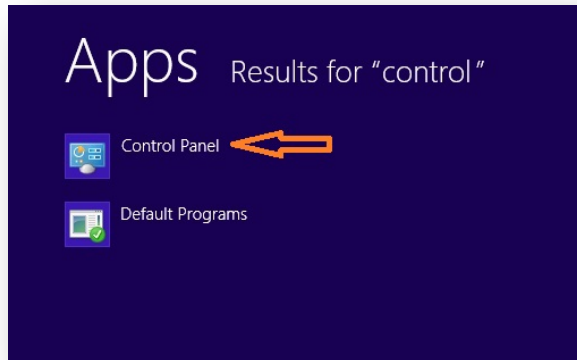 Apps Results for “control”
Control Panel
Default Programs